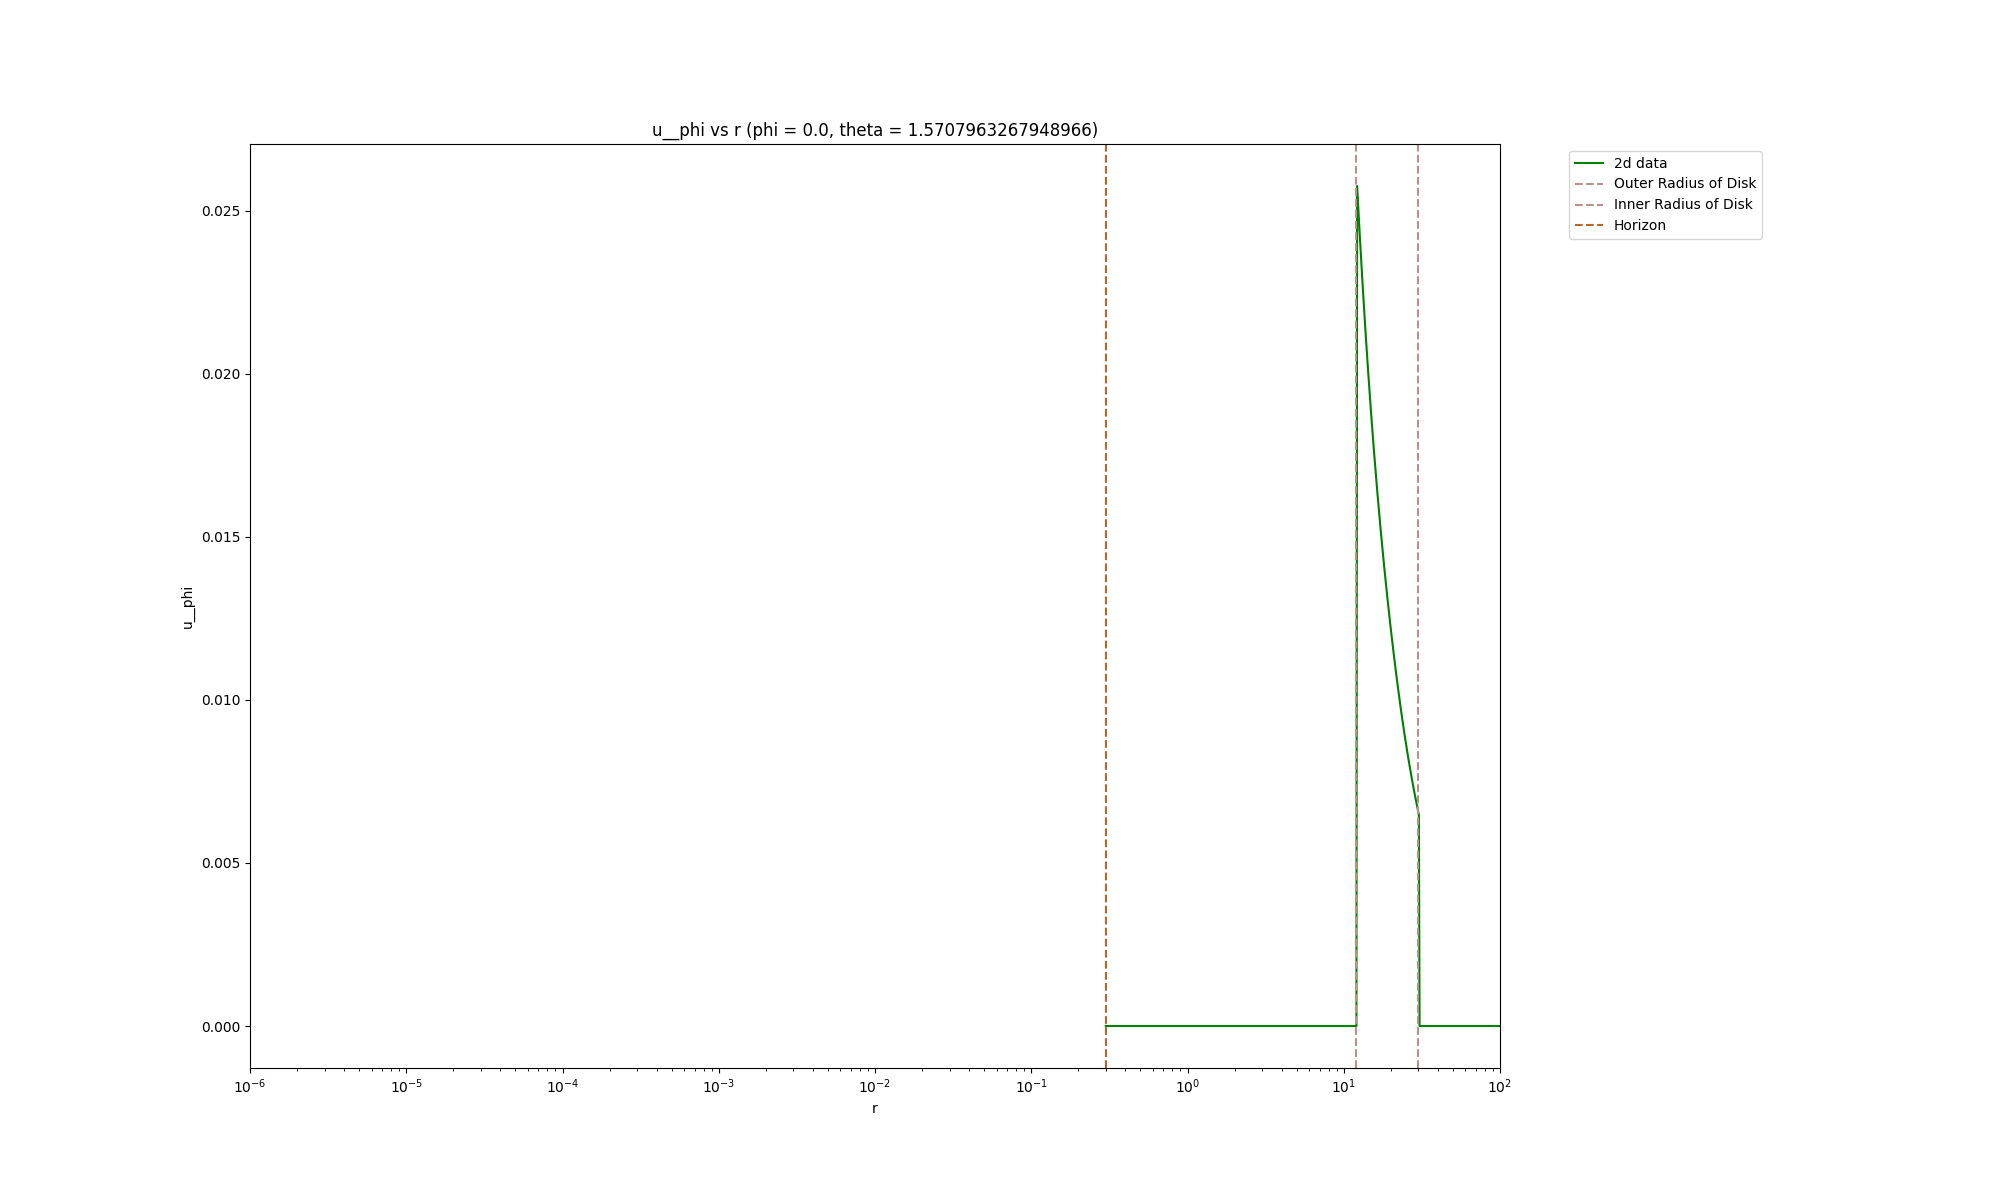 u__phi vs r (phi = 0.0, theta = 1.5707963267948966)
2d data
Outer Radius of Disk
Inner Radius of Disk
Horizon
u__phi
0.025
0.020
0.015
0.010
0.005
0.000
10⁻⁶ 10⁻⁵ 10⁻⁴ 10⁻³ 10⁻² 10⁻¹ 10⁰ 10¹ 10²
r